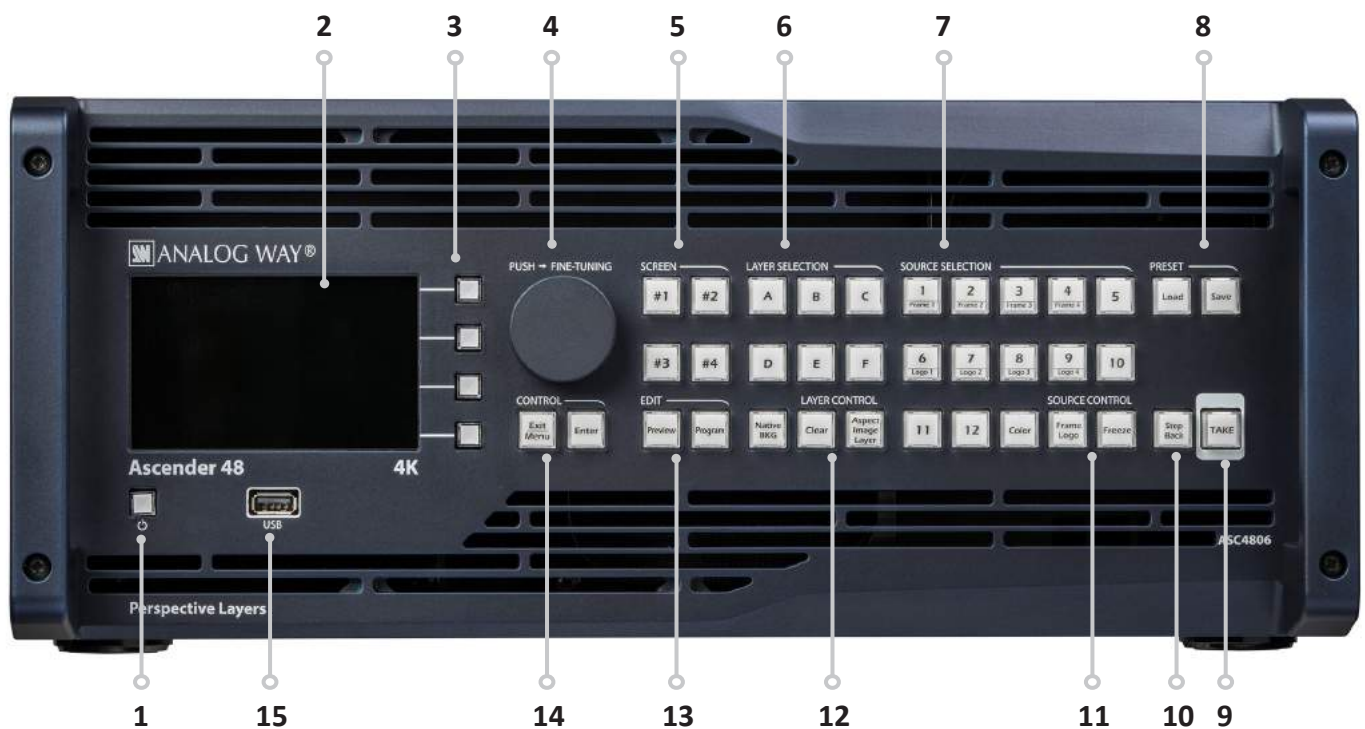 2 3 4 5 6 7 8
ANALOG WAY®
PUSH → FINE-TUNING
SCREEN
LAYER SELECTION
SOURCE SELECTION
PRESET
#1 #2
A B C
1 Frame 1
2 Frame 2
3 Frame 3
4 Frame 4
5
Load Save
#3 #4
D E F
6 Logo 1
7 Logo 2
8 Logo 3
9 Logo 4
10
CONTROL
EDIT
LAYER CONTROL
SOURCE CONTROL
Exit
Menu
Enter
Preview Program
Native
BKG
Clear
Aspect
Image
Layer
11 12 Color
Frame
Logo
Freeze
Step
Back
TAKE
Ascender 48 4K
USB
ASC4806
Perspective Layers
1 15 14 13 12 11 10 9